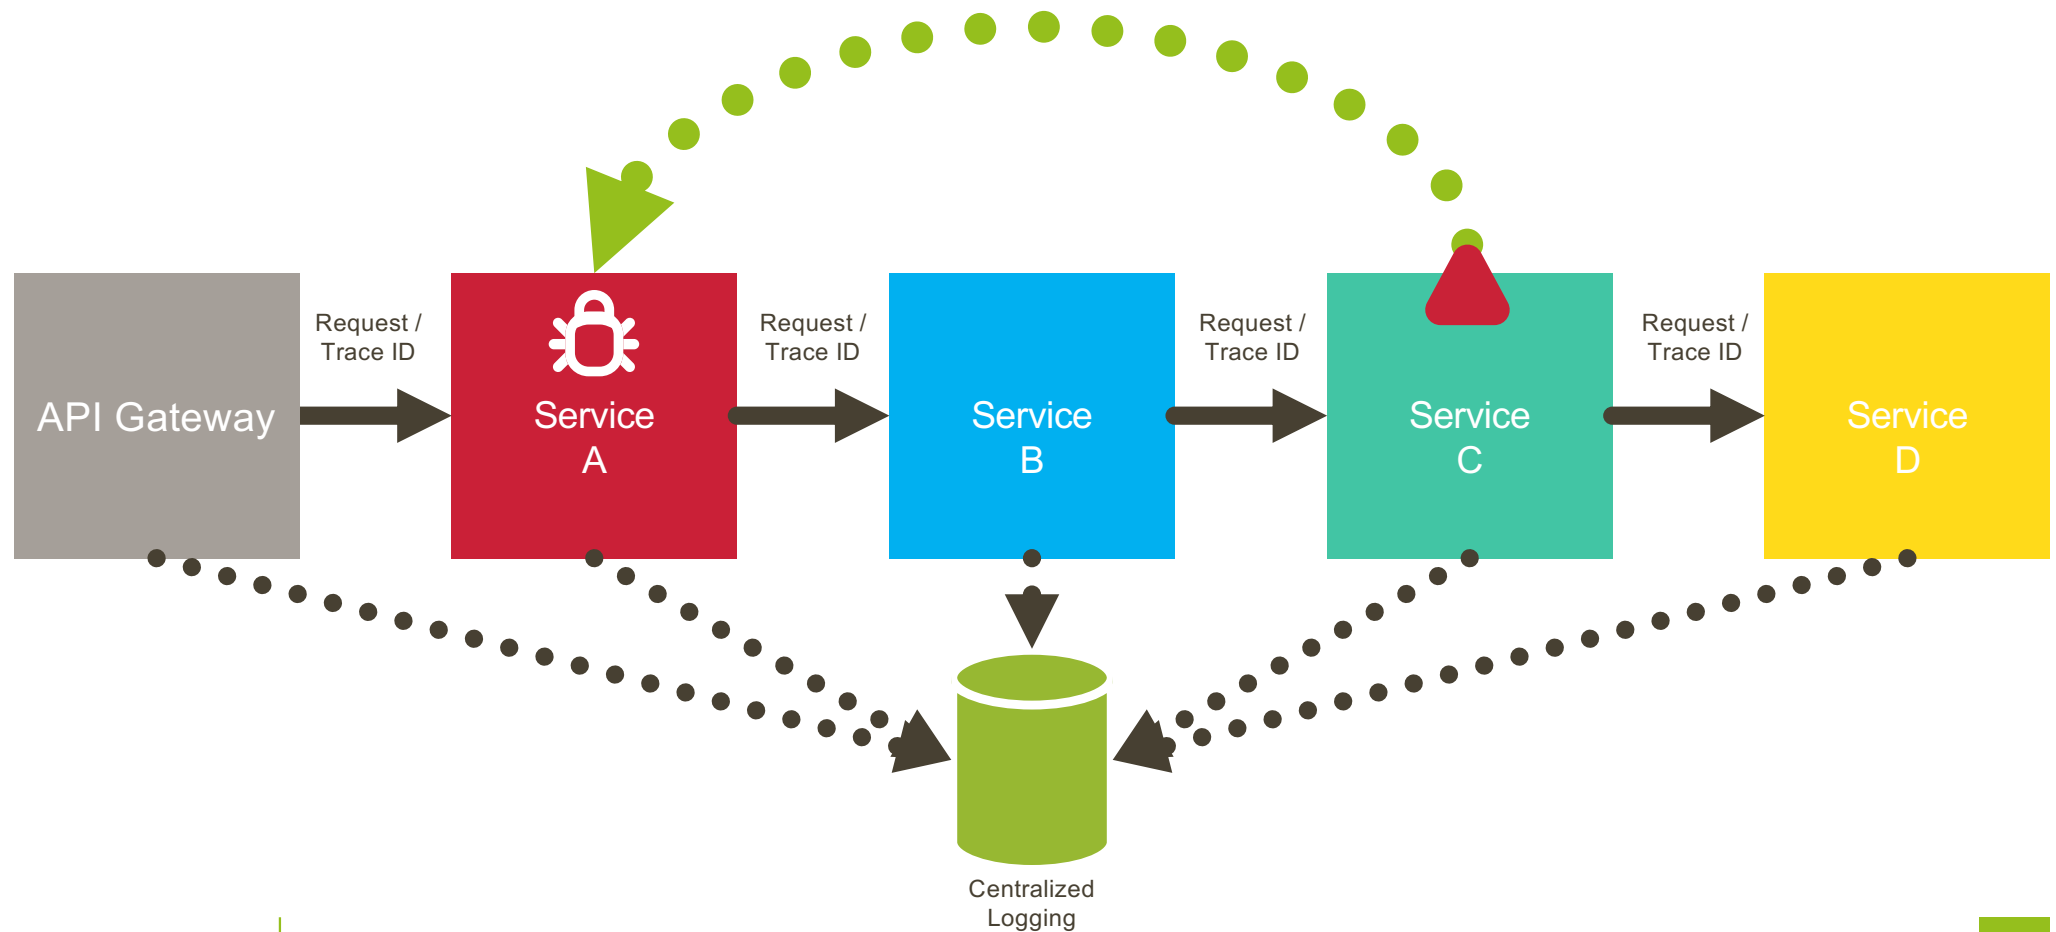 Request /
Trace ID
Request /
Trace ID
Request /
Trace ID
Request /
Trace ID
API Gateway
Service
A
Service
B
Service
C
Service
D
Centralized
Logging